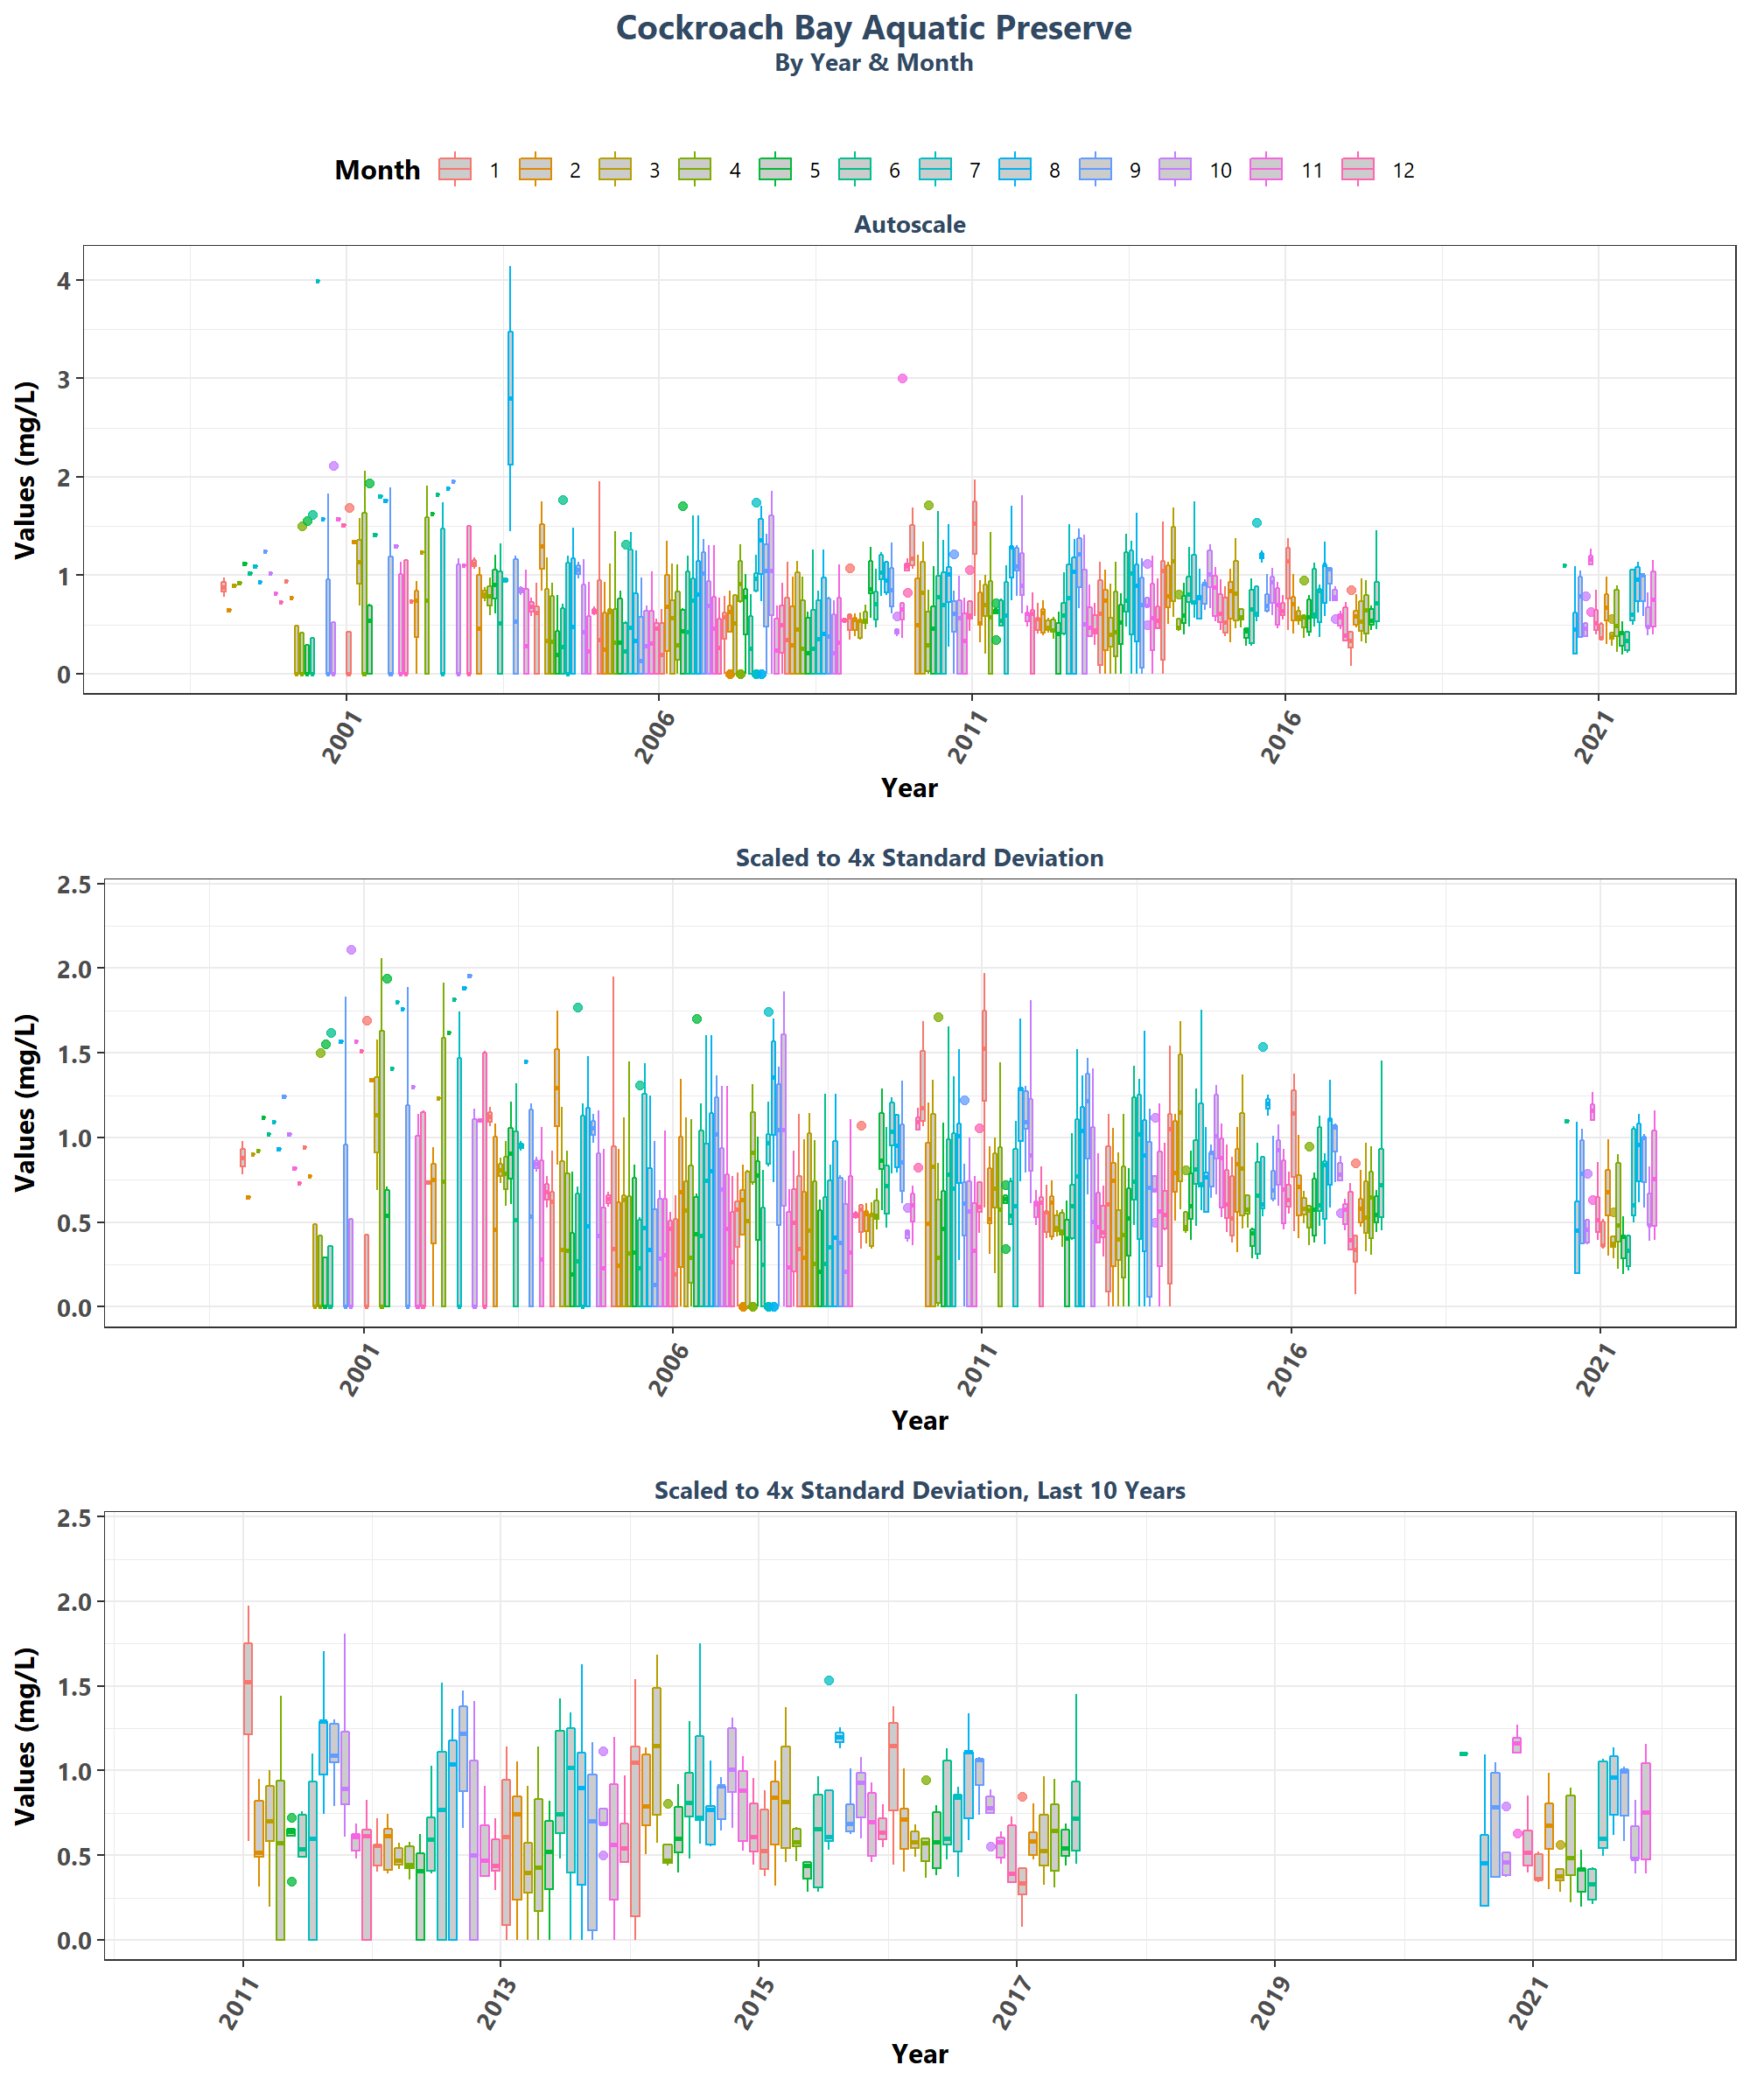 Cockroach Bay Aquatic Preserve
By Year & Month
Month 1 2 3 4 5 6 7 8 9 10 11 12
Autoscale
Values (mg/L)
4
3
2
1
0
2001 2006 2011 2016 2021
Year
Scaled to 4x Standard Deviation
Values (mg/L)
2.5
2.0
1.5
1.0
0.5
0.0
2001 2006 2011 2016 2021
Year
Scaled to 4x Standard Deviation, Last 10 Years
Values (mg/L)
2.5
2.0
1.5
1.0
0.5
0.0
2011 2013 2015 2017 2019 2021
Year